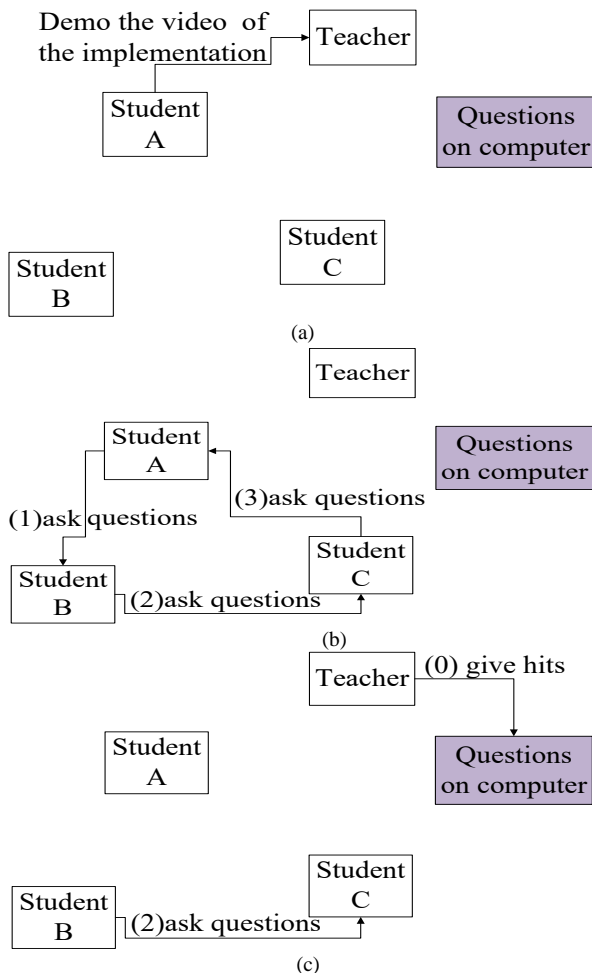 Demo the video of
the implementation
Teacher
Student
A
Questions
on computer
Student
B
Student
C
(a)
Teacher
Student
A
Questions
on computer
(1)ask questions
(3)ask questions
Student
B
(2)ask questions
Student
C
(b)
Teacher
(0) give hits
Student
A
Questions
on computer
Student
B
(2)ask questions
Student
C
(c)